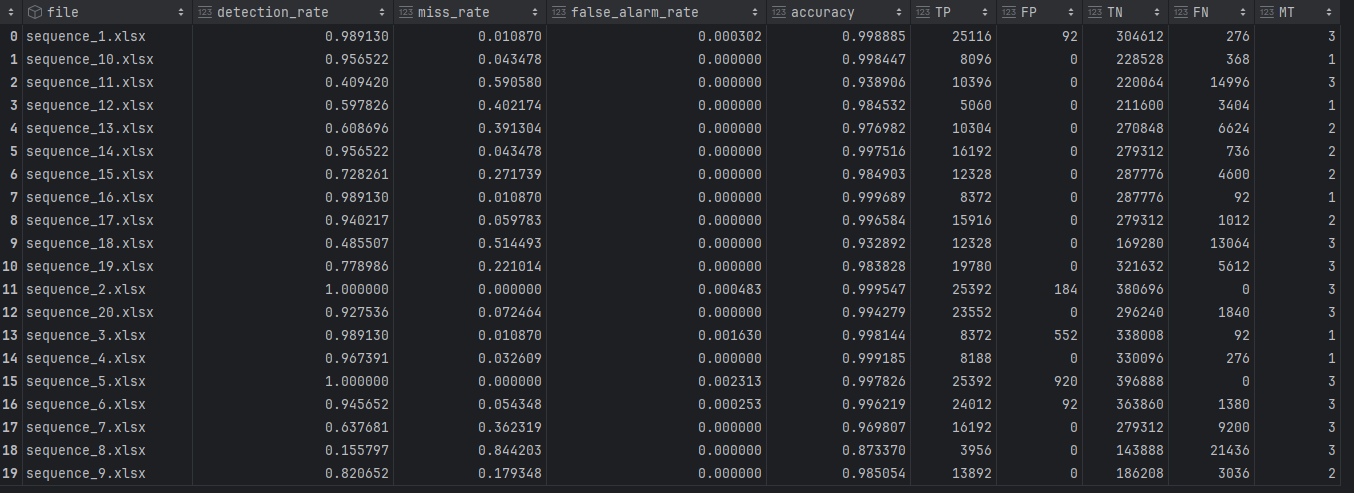 file 123 detection_rate 123 miss_rate 123 false_alarm_rate 123 accuracy 123 TP 123 FP 123 TN 123 FN 123 MT
0 sequence_1.xlsx 0.989130 0.010870 0.000302 0.998885 25116 92 304612 276 3
1 sequence_10.xlsx 0.956522 0.043478 0.000000 0.998447 8096 0 228528 368 1
2 sequence_11.xlsx 0.409420 0.590580 0.000000 0.938906 10396 0 220064 14996 3
3 sequence_12.xlsx 0.597826 0.402174 0.000000 0.984532 5060 0 211600 3404 1
4 sequence_13.xlsx 0.608696 0.391304 0.000000 0.976982 10304 0 270848 6624 2
5 sequence_14.xlsx 0.956522 0.043478 0.000000 0.997516 16192 0 279312 736 2
6 sequence_15.xlsx 0.728261 0.271739 0.000000 0.984903 12328 0 287776 4600 2
7 sequence_16.xlsx 0.989130 0.010870 0.000000 0.999689 8372 0 287776 92 1
8 sequence_17.xlsx 0.940217 0.059783 0.000000 0.996584 15916 0 279312 1012 2
9 sequence_18.xlsx 0.485507 0.514493 0.000000 0.932892 12328 0 169280 13064 3
10 sequence_19.xlsx 0.778986 0.221014 0.000000 0.983828 19780 0 321632 5612 3
11 sequence_2.xlsx 1.000000 0.000000 0.000483 0.999547 25392 184 380696 0 3
12 sequence_20.xlsx 0.927536 0.072464 0.000000 0.994279 23552 0 296240 1840 3
13 sequence_3.xlsx 0.989130 0.010870 0.001630 0.998144 8372 552 338008 92 1
14 sequence_4.xlsx 0.967391 0.032609 0.000000 0.999185 8188 0 330096 276 1
15 sequence_5.xlsx 1.000000 0.000000 0.002313 0.997826 25392 920 396888 0 3
16 sequence_6.xlsx 0.945652 0.054348 0.000253 0.996219 24012 92 363860 1380 3
17 sequence_7.xlsx 0.637681 0.362319 0.000000 0.969807 16192 0 279312 9200 3
18 sequence_8.xlsx 0.155797 0.844203 0.000000 0.873370 3956 0 143888 21436 3
19 sequence_9.xlsx 0.820652 0.179348 0.000000 0.985054 13892 0 186208 3036 2